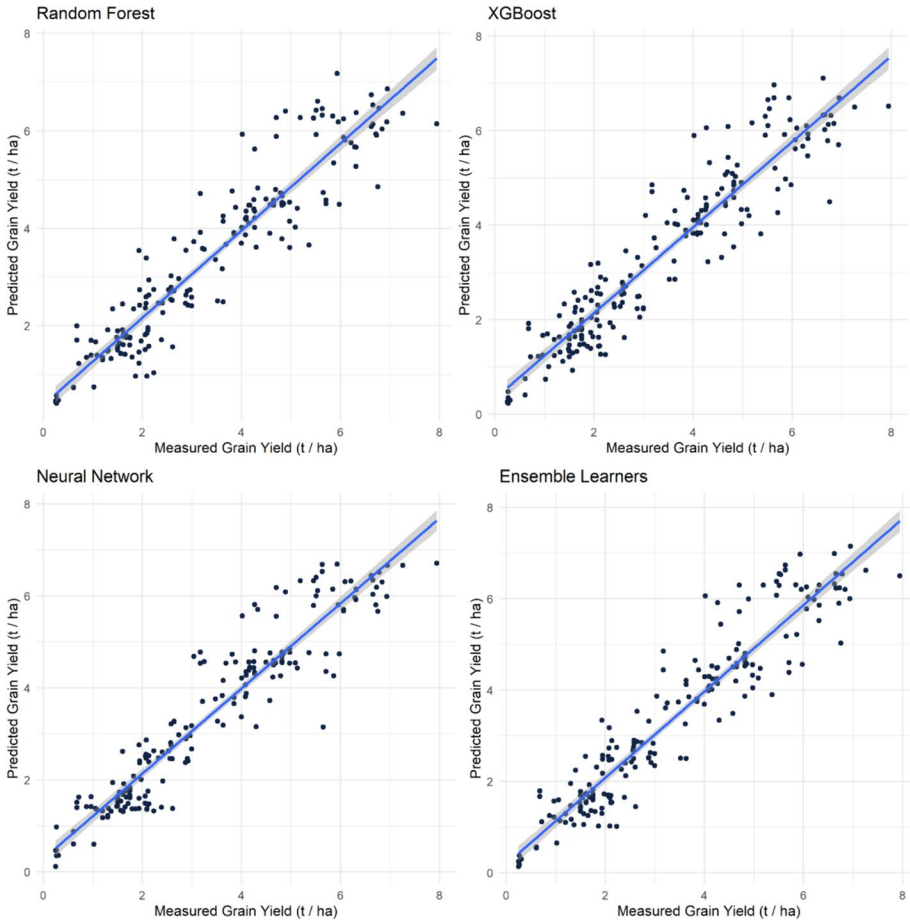 Random Forest
8
6
4
2
Predicted Grain Yield (t / ha)
0 2 4 6 8
Measured Grain Yield (t / ha)
XGBoost
8
6
4
2
0
Predicted Grain Yield (t / ha)
0 2 4 6 8
Measured Grain Yield (t / ha)
Neural Network
8
6
4
2
0
Predicted Grain Yield (t / ha)
0 2 4 6 8
Measured Grain Yield (t / ha)
Ensemble Learners
8
6
4
2
0
Predicted Grain Yield (t / ha)
0 2 4 6 8
Measured Grain Yield (t / ha)